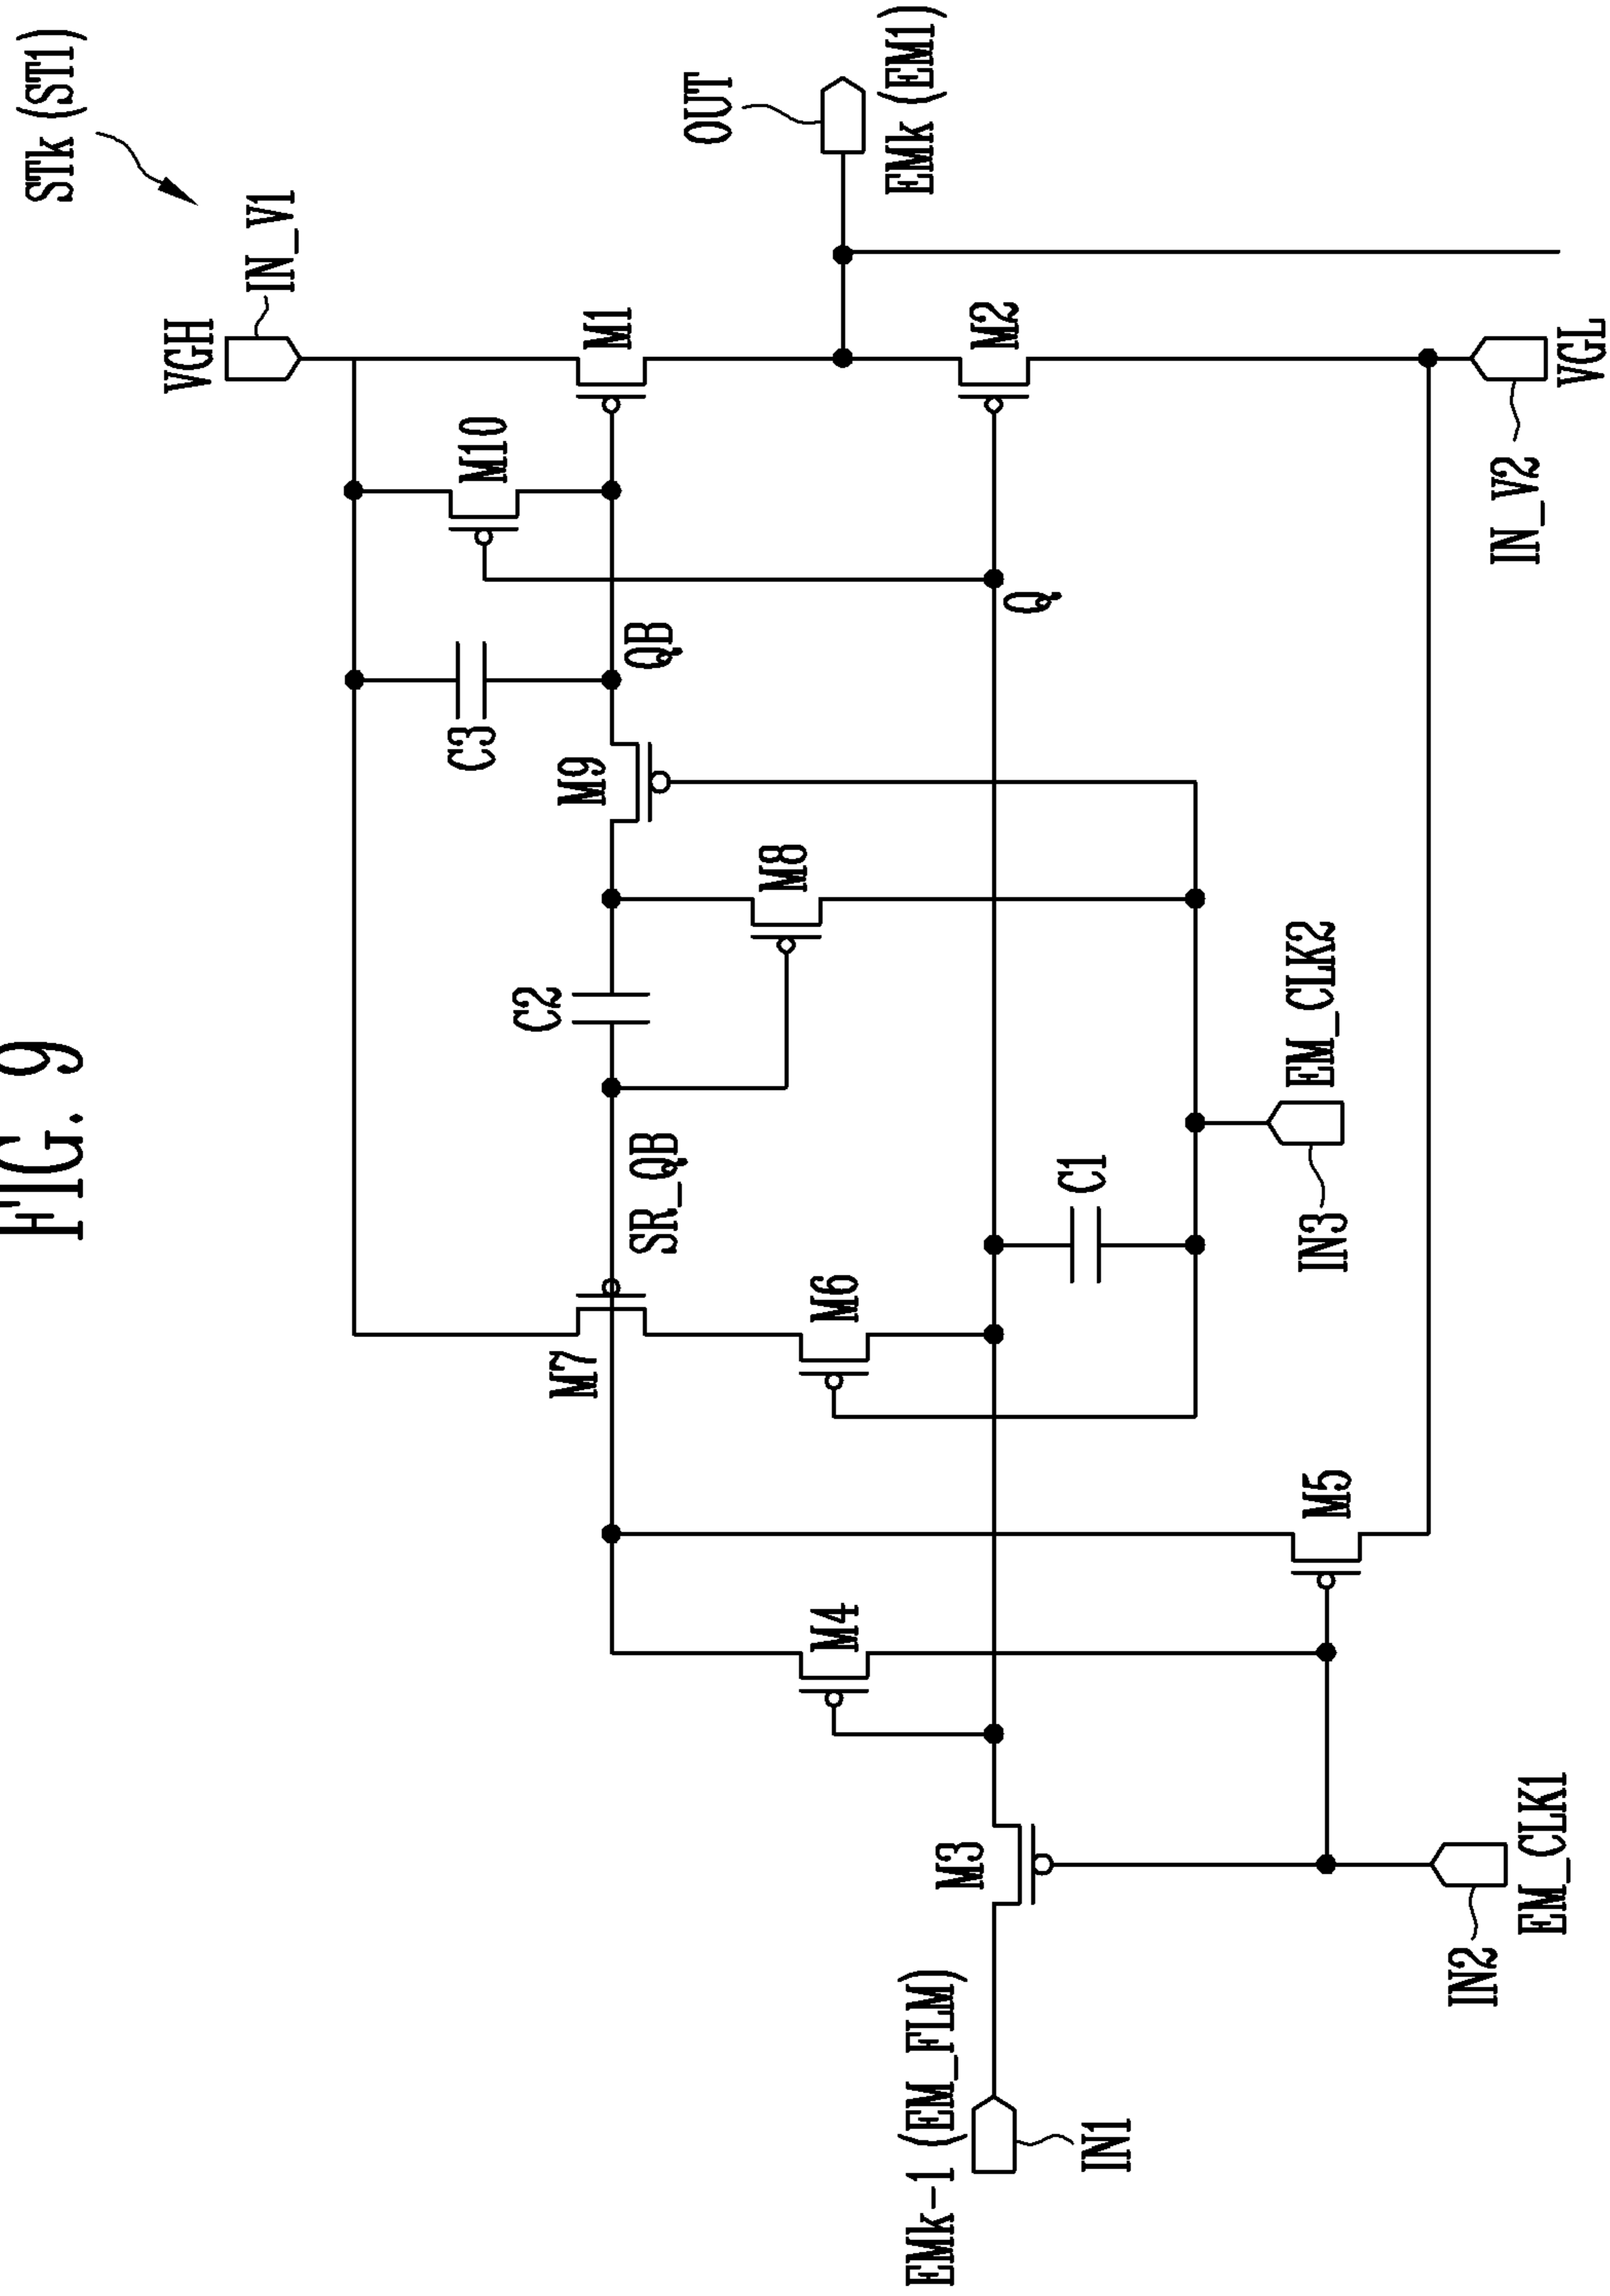 FIG. 9
STk (ST1)
VGH
IN_V1
M10
M1
C3
QB
M9
OUT
EMk (EM1)
C2
M8
M7
SR_QB
M6
Q
M2
M4
C1
M3
EMk-1 (EM_FLM)
IN1
M5
EM_CLK2
IN3
EM_CLK1
IN2
IN_V2
VGL